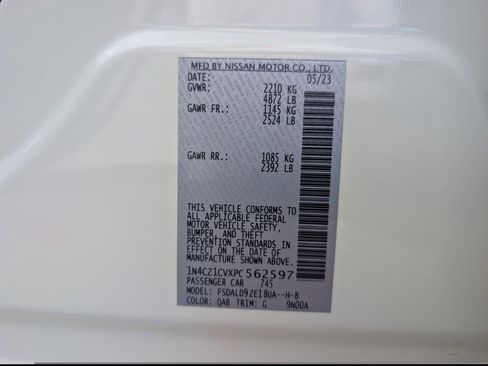 MFD BY NISSAN MOTOR CO., LTD.
DATE: 05/23
GVWR: 2210 KG
4872 LB
GAWR FR.: 1145 KG
2524 LB
GAWR RR.: 1085 KG
2392 LB
THIS VEHICLE CONFORMS TO
ALL APPLICABLE FEDERAL
MOTOR VEHICLE SAFETY,
BUMPER, AND THEFT
PREVENTION STANDARDS IN
EFFECT ON THE DATE OF
MANUFACTURE SHOWN ABOVE.
1N4CZ1CVXPC562597
PASSENGER CAR 745
MODEL: FSDALD9ZE18UA--H-B
COLOR: QAB TRIM: G 9N00A